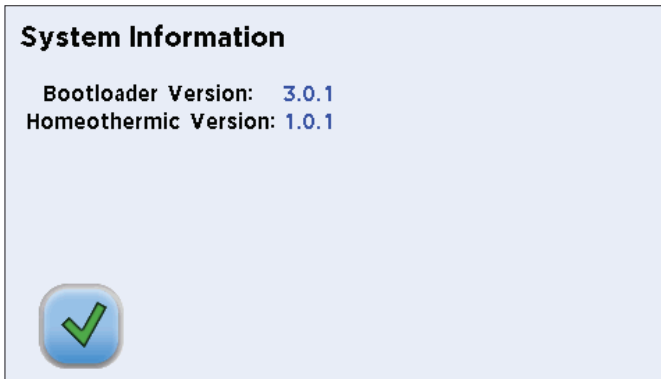 System Information
Bootloader Version: 3.0.1
Homeothermic Version: 1.0.1